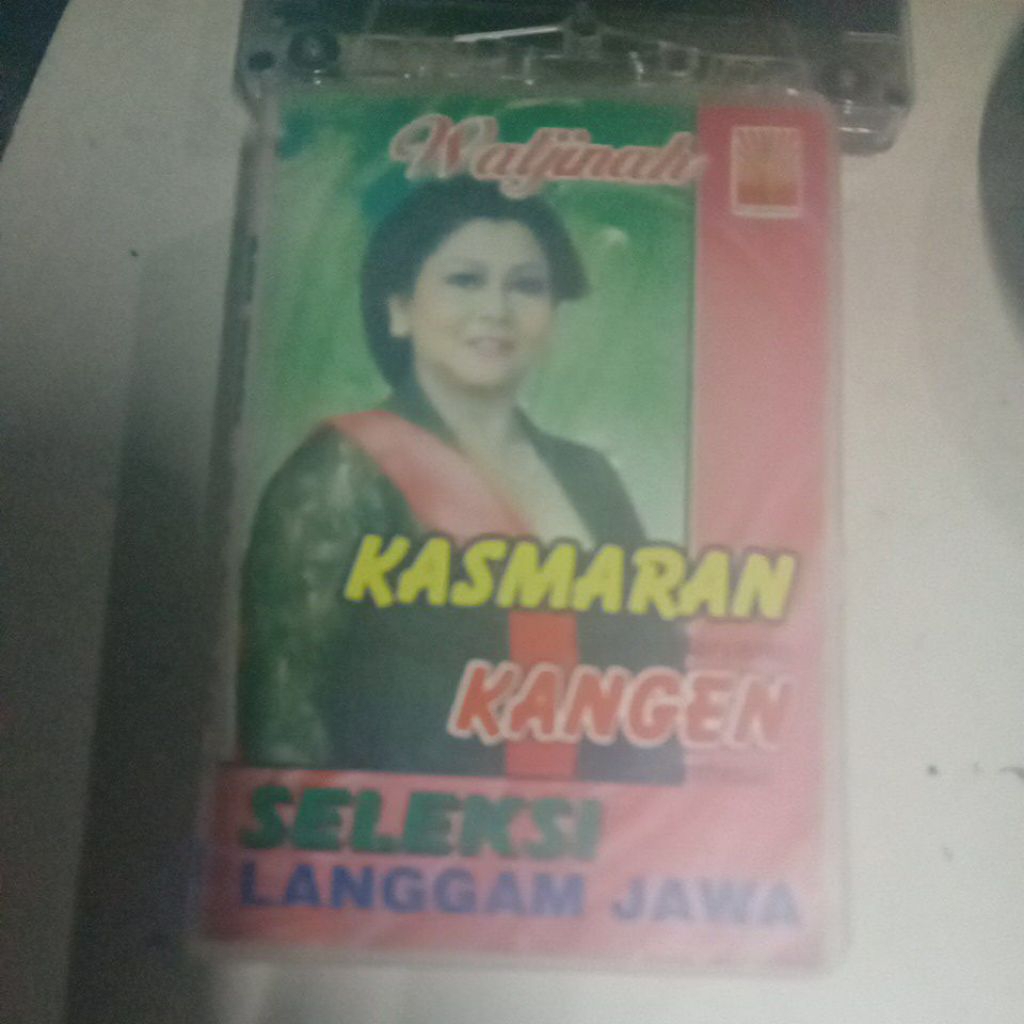 Waljinah
KASMARAN
KANGEN
SELEKSI
LANGGAM JAWA